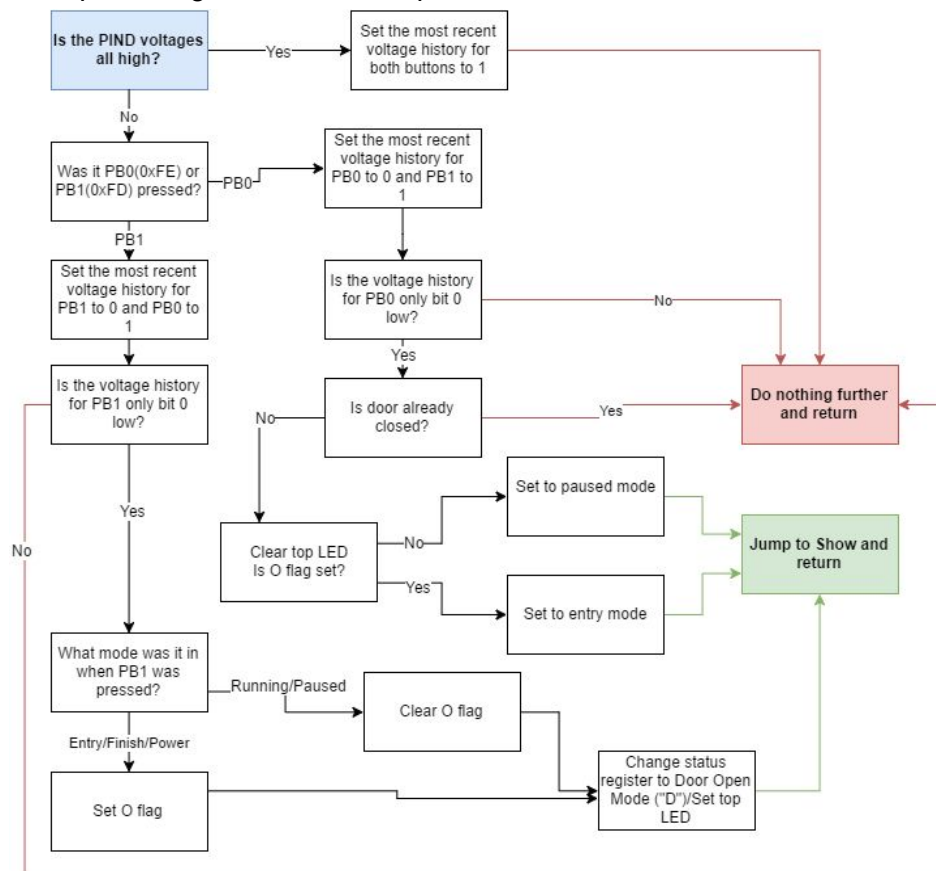 Is the PIND voltages
all high?
Yes
Set the most recent
voltage history for
both buttons to 1
No
Was it PB0(0xFE) or
PB1(0xFD) pressed?
PB0
Set the most recent
voltage history for
PB0 to 0 and PB1 to
1
PB1
Set the most recent
voltage history for
PB1 to 0 and PB0 to
1
Is the voltage history
for PB0 only bit 0
low?
No
Yes
Is the voltage history
for PB1 only bit 0
low?
No
Is door already
closed?
Yes
Do nothing further
and return
No
Yes
Clear top LED
Is O flag set?
No
Set to paused mode
Yes
Set to entry mode
Jump to Show and
return
What mode was it in
when PB1 was
pressed?
Running/Paused
Clear O flag
Entry/Finish/Power
Set O flag
Change status
register to Door Open
Mode ("D")/Set top
LED